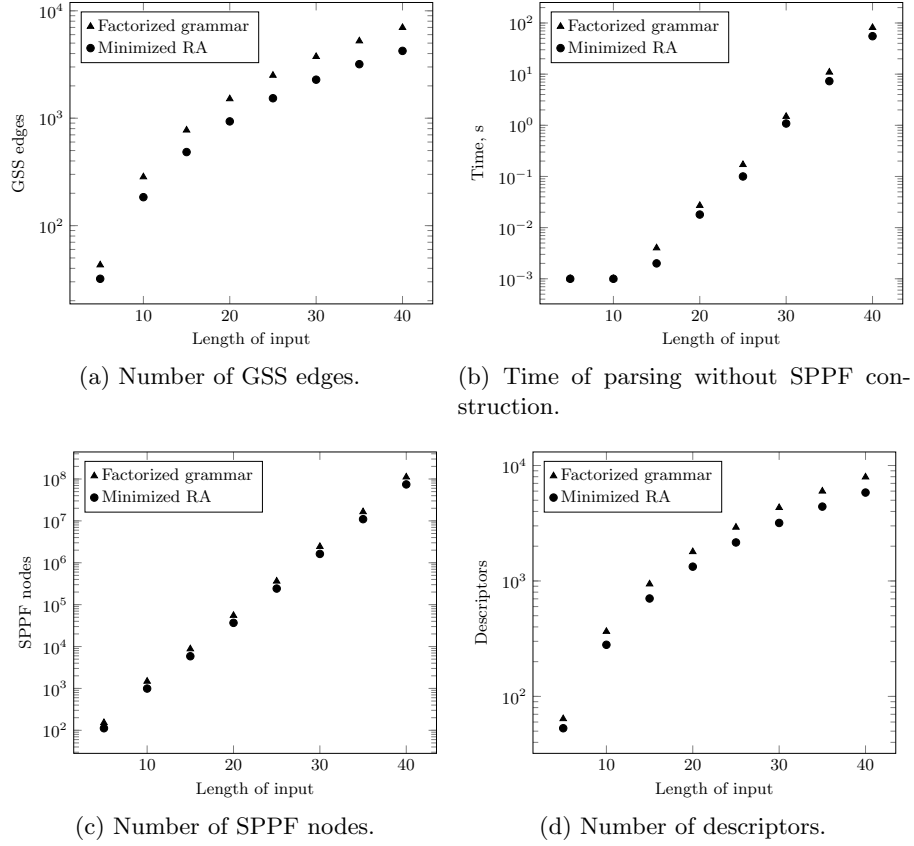 10^4
10^3
10^2
GSS edges
Factorized grammar
Minimized RA
10 20 30 40
Length of input
(a) Number of GSS edges.
10^2
10^1
10^0
10^−1
10^−2
10^−3
Time, s
Factorized grammar
Minimized RA
10 20 30 40
Length of input
(b) Time of parsing without SPPF con-
struction.
10^8
10^7
10^6
10^5
10^4
10^3
10^2
SPPF nodes
Factorized grammar
Minimized RA
10 20 30 40
Length of input
(c) Number of SPPF nodes.
10^4
10^3
10^2
Descriptors
Factorized grammar
Minimized RA
10 20 30 40
Length of input
(d) Number of descriptors.